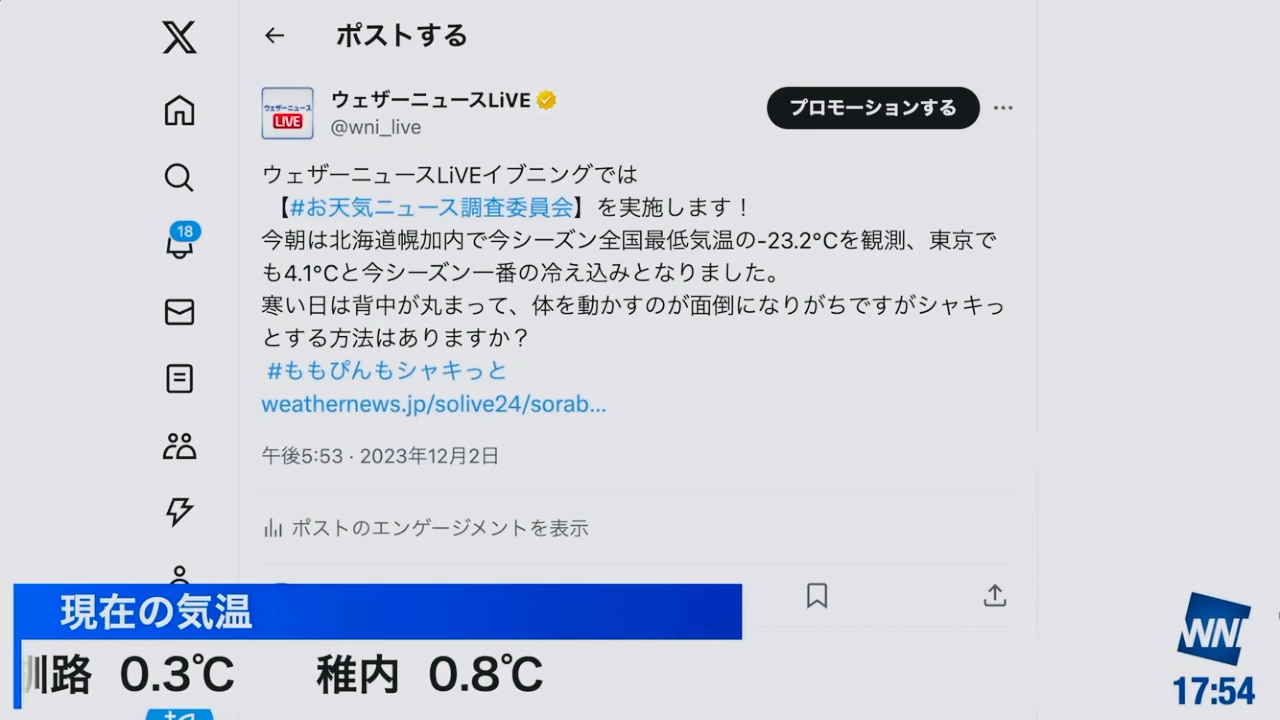 ポストする
ウェザーニュースLiVE
@wni_live
プロモーションする
ウェザーニュース
LIVE
ウェザーニュースLiVEイブニングでは
【#お天気ニュース調査委員会】を実施します！
今朝は北海道幌加内で今シーズン全国最低気温の-23.2°Cを観測、東京で
も4.1°Cと今シーズン一番の冷え込みとなりました。
寒い日は背中が丸まって、体を動かすのが面倒になりがちですがシャキっ
とする方法はありますか？
#ももぴんもシャキっと
weathernews.jp/solive24/sorab...
午後5:53 · 2023年12月2日
18
ポストのエンゲージメントを表示
現在の気温
釧路 0.3℃ 稚内 0.8℃
WNI
17:54